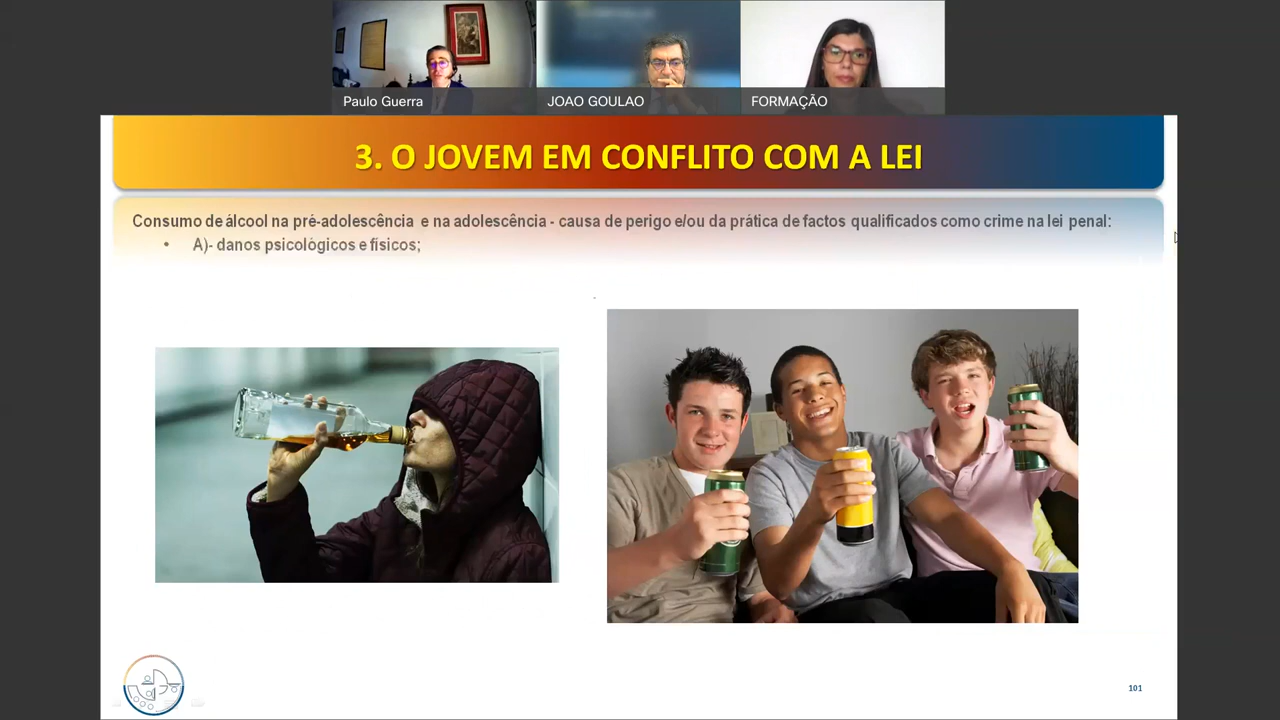 Paulo Guerra
JOAO GOULAO
FORMAÇÃO
3. O JOVEM EM CONFLITO COM A LEI
Consumo de álcool na pré-adolescência e na adolescência - causa de perigo e/ou da prática de factos qualificados como crime na lei penal:
• A)- danos psicológicos e físicos;
101